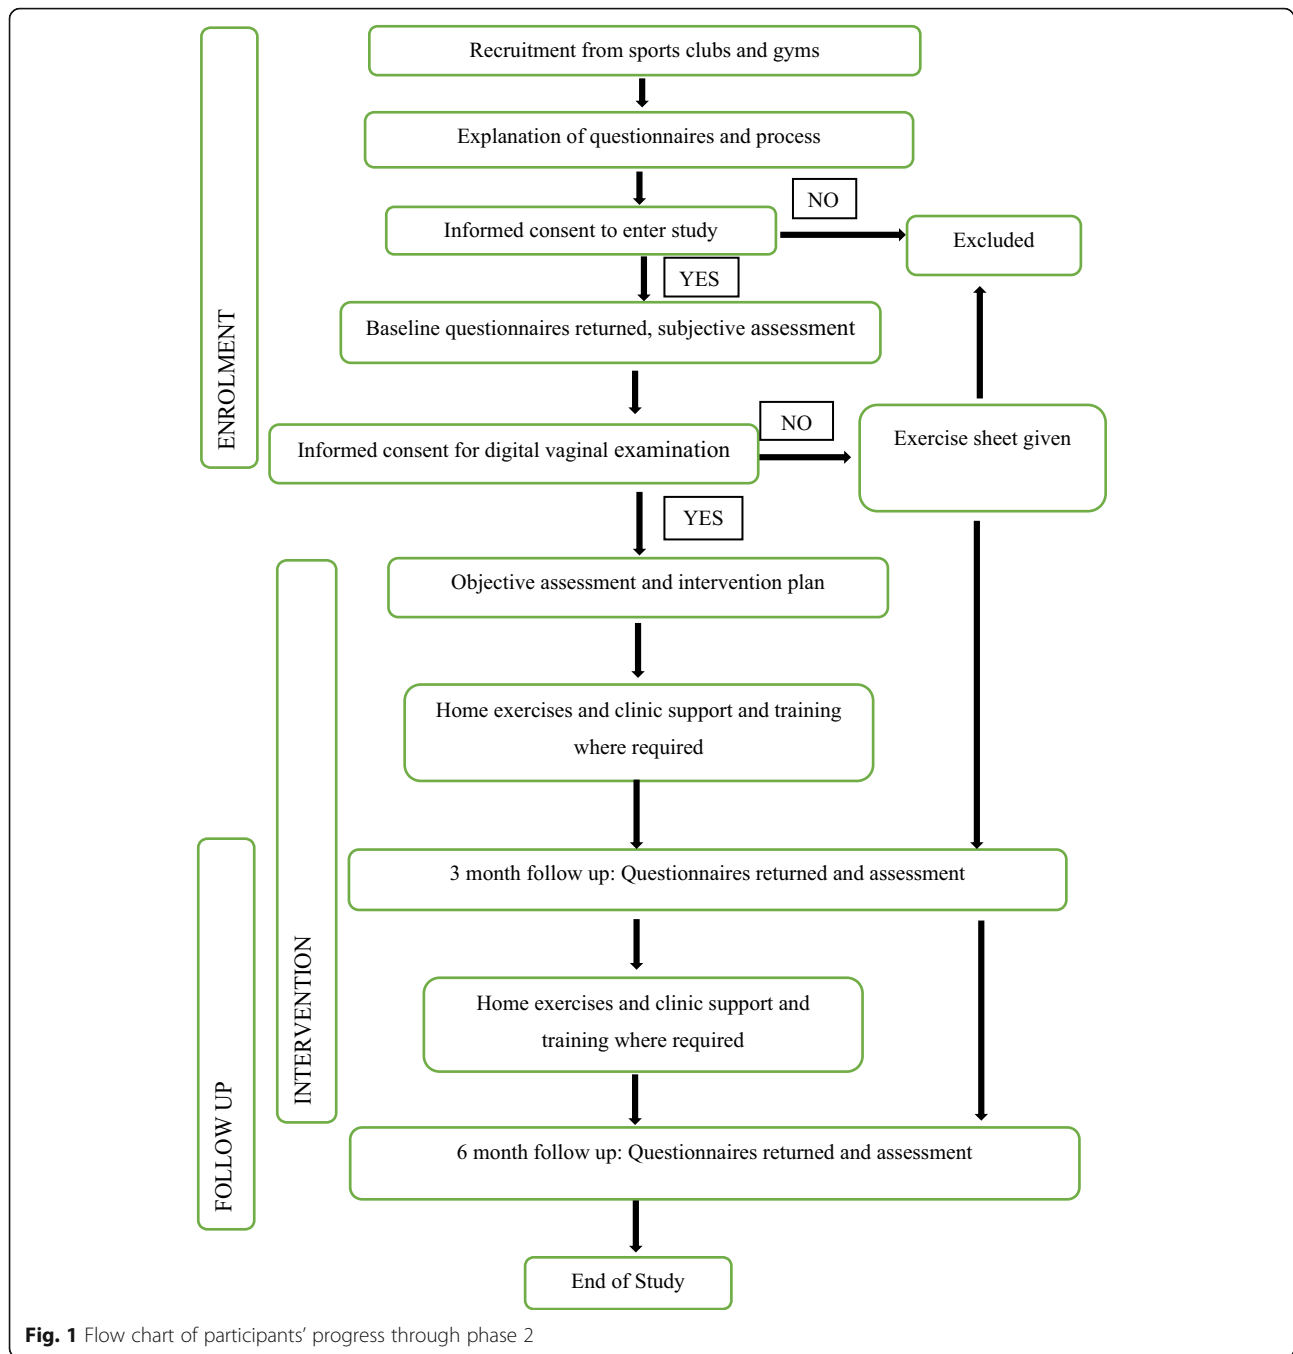 Recruitment from sports clubs and gyms
Explanation of questionnaires and process
NO
Informed consent to enter study
Excluded
YES
Baseline questionnaires returned, subjective assessment
ENROLMENT
NO
Informed consent for digital vaginal examination
Exercise sheet given
YES
Objective assessment and intervention plan
Home exercises and clinic support and training
where required
3 month follow up: Questionnaires returned and assessment
INTERVENTION
Home exercises and clinic support and
training where required
FOLLOW UP
6 month follow up: Questionnaires returned and assessment
End of Study
Fig. 1 Flow chart of participants’ progress through phase 2